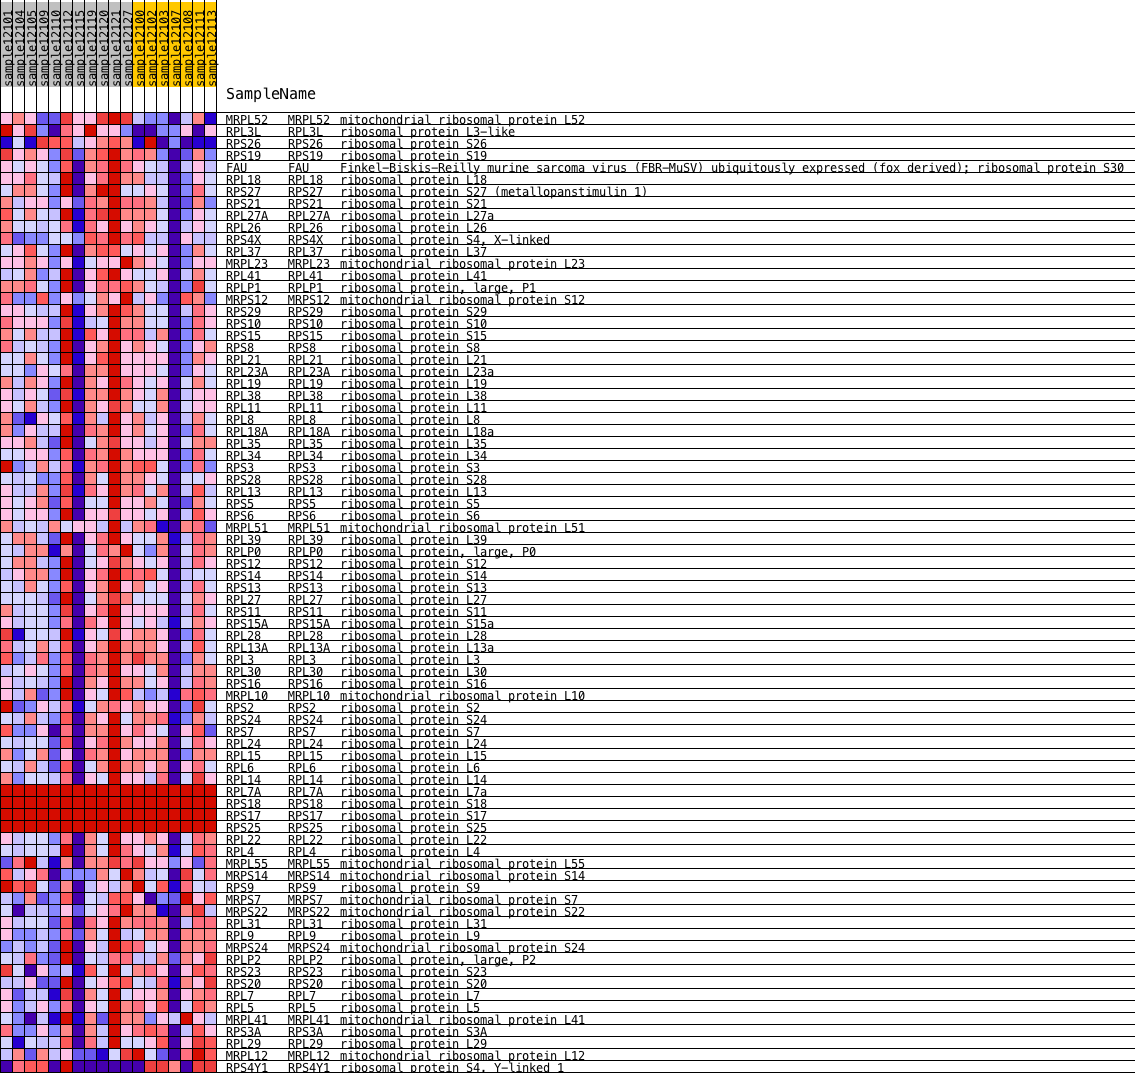 sample12101
sample12104
sample12105
sample12109
sample12110
sample12112
sample12115
sample12119
sample12120
sample12121
sample12127
sample12100
sample12102
sample12103
sample12107
sample12108
sample12111
sample12113
SampleName
MRPL52 MRPL52 mitochondrial ribosomal protein L52
RPL3L RPL3L ribosomal protein L3-like
RPS26 RPS26 ribosomal protein S26
RPS19 RPS19 ribosomal protein S19
FAU FAU Finkel-Biskis-Reilly murine sarcoma virus (FBR-MuSV) ubiquitously expressed (fox derived); ribosomal protein S30
RPL18 RPL18 ribosomal protein L18
RPS27 RPS27 ribosomal protein S27 (metallopanstimulin 1)
RPS21 RPS21 ribosomal protein S21
RPL27A RPL27A ribosomal protein L27a
RPL26 RPL26 ribosomal protein L26
RPS4X RPS4X ribosomal protein S4, X-linked
RPL37 RPL37 ribosomal protein L37
MRPL23 MRPL23 mitochondrial ribosomal protein L23
RPL41 RPL41 ribosomal protein L41
RPLP1 RPLP1 ribosomal protein, large, P1
MRPS12 MRPS12 mitochondrial ribosomal protein S12
RPS29 RPS29 ribosomal protein S29
RPS10 RPS10 ribosomal protein S10
RPS15 RPS15 ribosomal protein S15
RPS8 RPS8 ribosomal protein S8
RPL21 RPL21 ribosomal protein L21
RPL23A RPL23A ribosomal protein L23a
RPL19 RPL19 ribosomal protein L19
RPL38 RPL38 ribosomal protein L38
RPL11 RPL11 ribosomal protein L11
RPL8 RPL8 ribosomal protein L8
RPL18A RPL18A ribosomal protein L18a
RPL35 RPL35 ribosomal protein L35
RPL34 RPL34 ribosomal protein L34
RPS3 RPS3 ribosomal protein S3
RPS28 RPS28 ribosomal protein S28
RPL13 RPL13 ribosomal protein L13
RPS5 RPS5 ribosomal protein S5
RPS6 RPS6 ribosomal protein S6
MRPL51 MRPL51 mitochondrial ribosomal protein L51
RPL39 RPL39 ribosomal protein L39
RPLP0 RPLP0 ribosomal protein, large, P0
RPS12 RPS12 ribosomal protein S12
RPS14 RPS14 ribosomal protein S14
RPS13 RPS13 ribosomal protein S13
RPL27 RPL27 ribosomal protein L27
RPS11 RPS11 ribosomal protein S11
RPS15A RPS15A ribosomal protein S15a
RPL28 RPL28 ribosomal protein L28
RPL13A RPL13A ribosomal protein L13a
RPL3 RPL3 ribosomal protein L3
RPL30 RPL30 ribosomal protein L30
RPS16 RPS16 ribosomal protein S16
MRPL10 MRPL10 mitochondrial ribosomal protein L10
RPS2 RPS2 ribosomal protein S2
RPS24 RPS24 ribosomal protein S24
RPS7 RPS7 ribosomal protein S7
RPL24 RPL24 ribosomal protein L24
RPL15 RPL15 ribosomal protein L15
RPL6 RPL6 ribosomal protein L6
RPL14 RPL14 ribosomal protein L14
RPL7A RPL7A ribosomal protein L7a
RPS18 RPS18 ribosomal protein S18
RPS17 RPS17 ribosomal protein S17
RPS25 RPS25 ribosomal protein S25
RPL22 RPL22 ribosomal protein L22
RPL4 RPL4 ribosomal protein L4
MRPL55 MRPL55 mitochondrial ribosomal protein L55
MRPS14 MRPS14 mitochondrial ribosomal protein S14
RPS9 RPS9 ribosomal protein S9
MRPS7 MRPS7 mitochondrial ribosomal protein S7
MRPS22 MRPS22 mitochondrial ribosomal protein S22
RPL31 RPL31 ribosomal protein L31
RPL9 RPL9 ribosomal protein L9
MRPS24 MRPS24 mitochondrial ribosomal protein S24
RPLP2 RPLP2 ribosomal protein, large, P2
RPS23 RPS23 ribosomal protein S23
RPS20 RPS20 ribosomal protein S20
RPL7 RPL7 ribosomal protein L7
RPL5 RPL5 ribosomal protein L5
MRPL41 MRPL41 mitochondrial ribosomal protein L41
RPS3A RPS3A ribosomal protein S3A
RPL29 RPL29 ribosomal protein L29
MRPL12 MRPL12 mitochondrial ribosomal protein L12
RPS4Y1 RPS4Y1 ribosomal protein S4, Y-linked 1